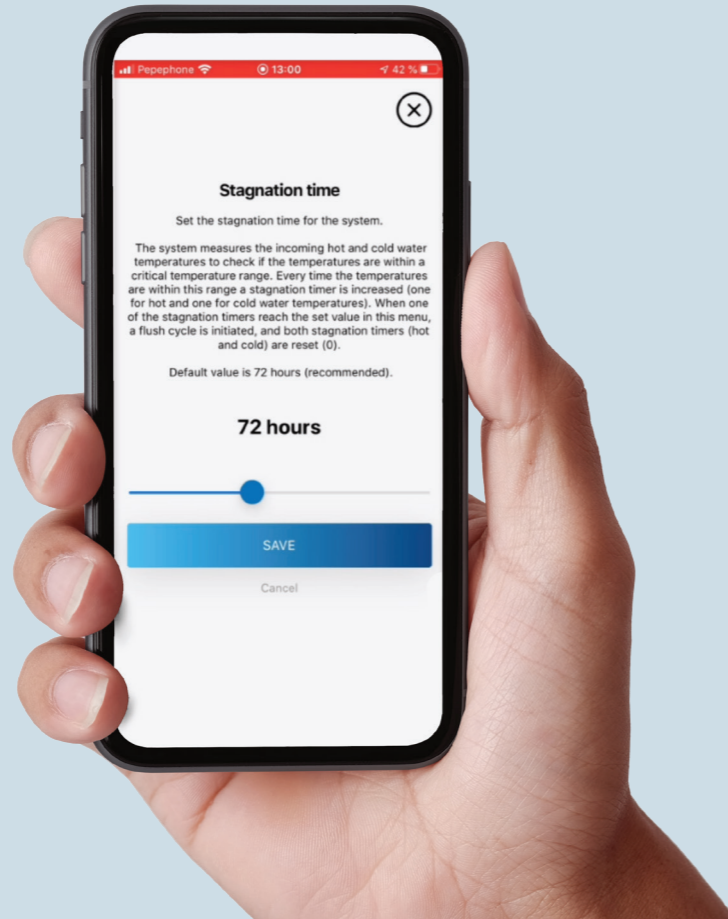 Pepephone 13:00 42 %
Stagnation time
Set the stagnation time for the system.
The system measures the incoming hot and cold water
temperatures to check if the temperatures are within a
critical temperature range. Every time the temperatures
are within this range a stagnation timer is increased (one
for hot and one for cold water temperatures). When one
of the stagnation timers reach the set value in this menu,
a flush cycle is initiated, and both stagnation timers (hot
and cold) are reset (0).
Default value is 72 hours (recommended).
72 hours
SAVE
Cancel